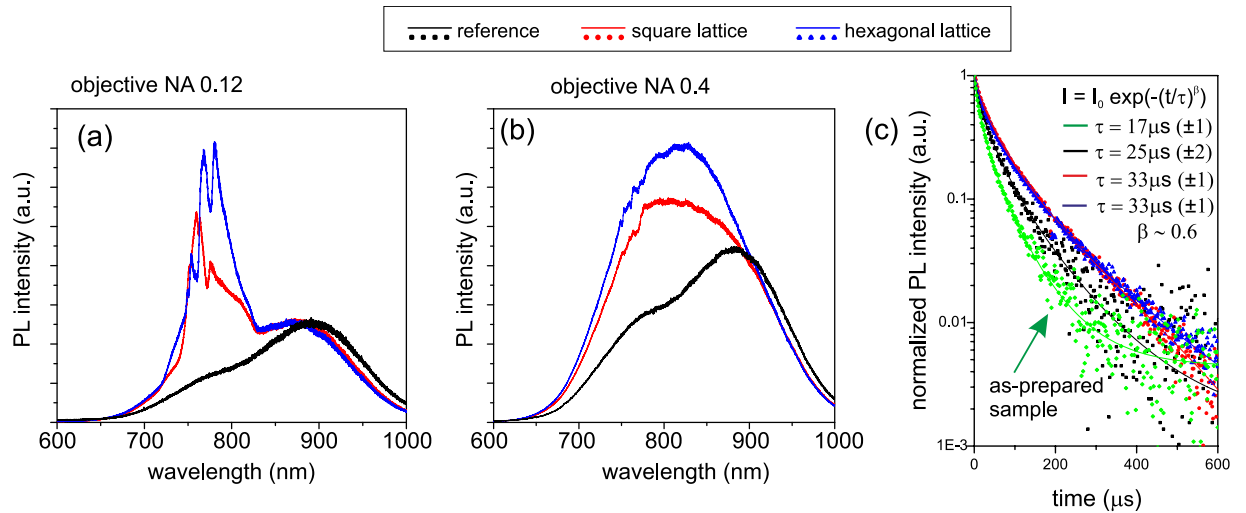 reference square lattice hexagonal lattice
objective NA 0.12
(a)
PL intensity (a.u.)
600 700 800 900 1000
wavelength (nm)
objective NA 0.4
(b)
PL intensity (a.u.)
600 700 800 900 1000
wavelength (nm)
(c)
normalized PL intensity (a.u.)
1
0.1
0.01
1E-3
I = I₀ exp(-(t/τ)^β)
τ = 17μs (±1)
τ = 25μs (±2)
τ = 33μs (±1)
τ = 33μs (±1)
β ~ 0.6
as-prepared
sample
0 200 400 600
time (μs)